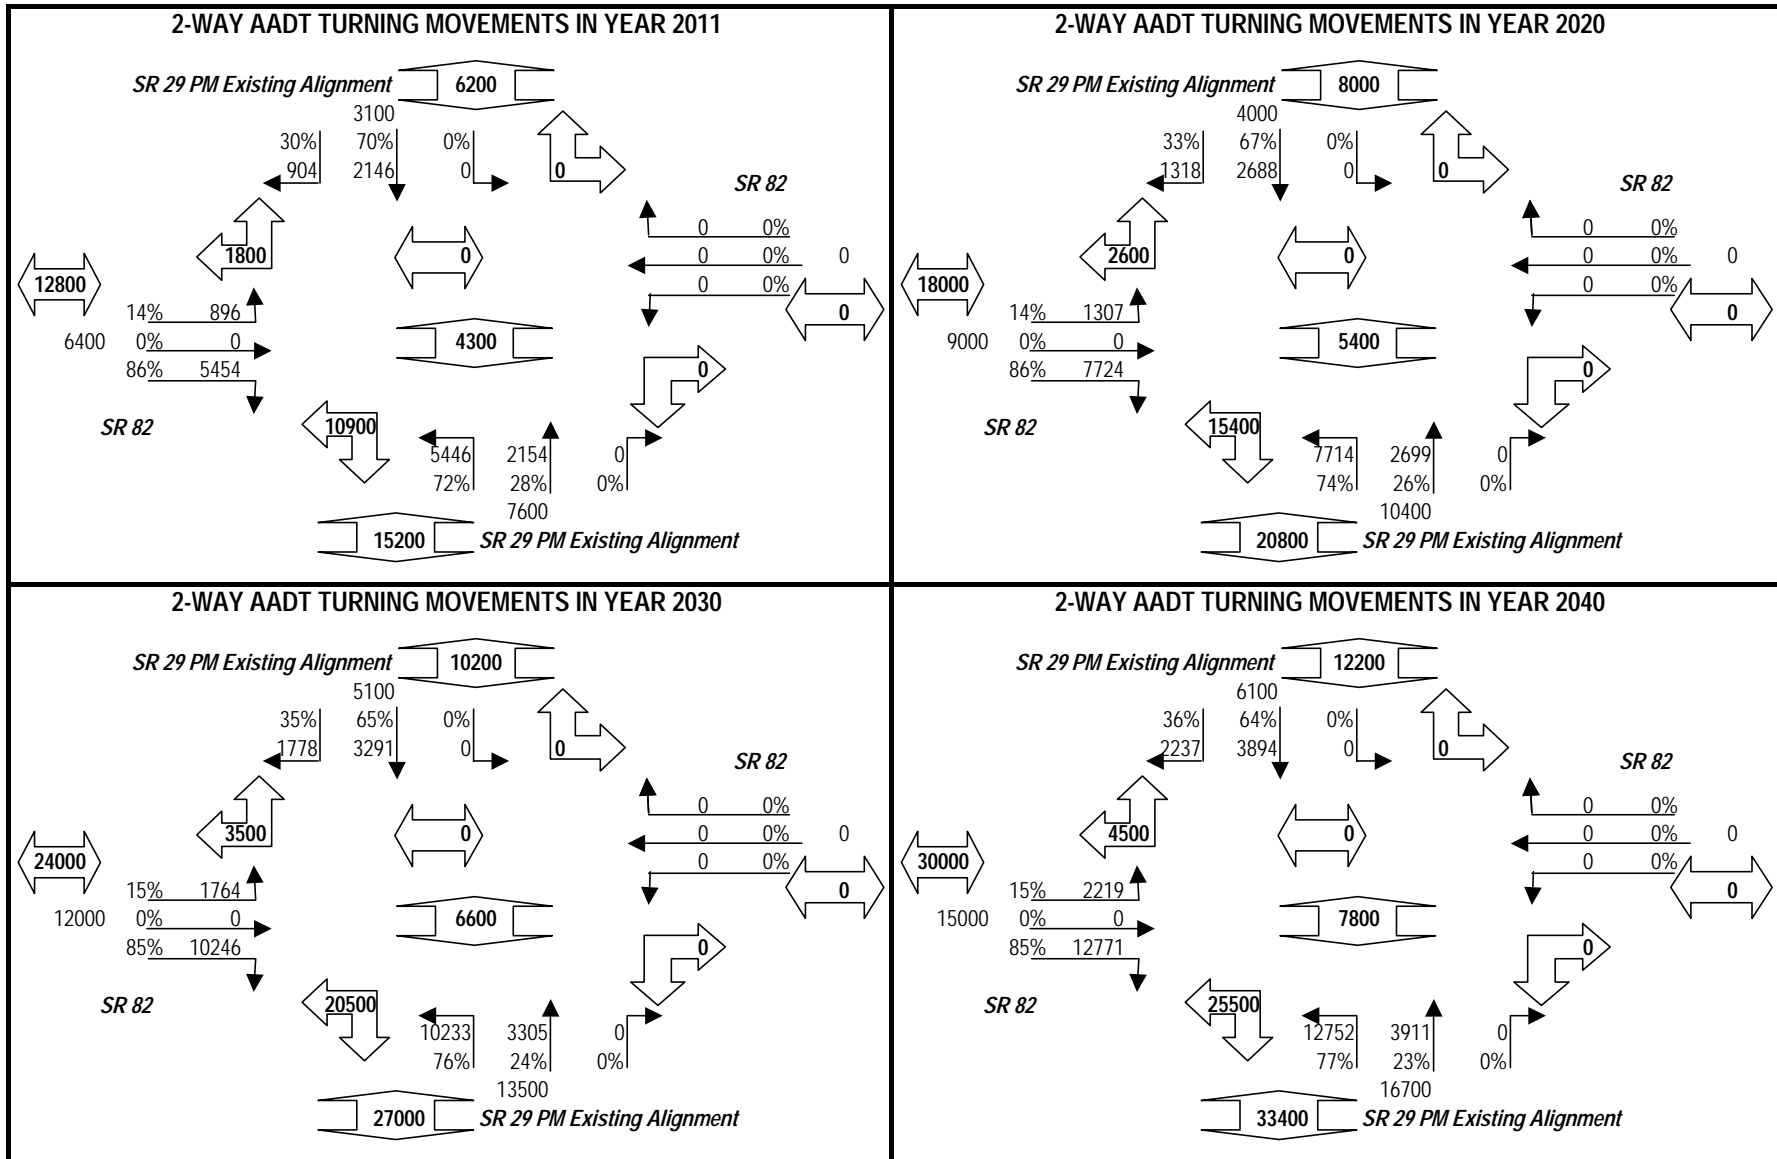 2-WAY AADT TURNING MOVEMENTS IN YEAR 2011
SR 29 PM Existing Alignment 6200
3100
30% 70% 0%
904 2146 0 0
SR 82
0 0%
1800 0 0 0% 0
12800 0 0%
14% 896 0
6400 0% 0 4300
86% 5454 0
SR 82 10900
5446 2154 0
72% 28% 0%
7600
15200 SR 29 PM Existing Alignment
2-WAY AADT TURNING MOVEMENTS IN YEAR 2020
SR 29 PM Existing Alignment 8000
4000
33% 67% 0%
1318 2688 0 0
SR 82
0 0%
2600 0 0 0% 0
18000 0 0%
14% 1307 0
9000 0% 0 5400
86% 7724 0
SR 82 15400
7714 2699 0
74% 26% 0%
10400
20800 SR 29 PM Existing Alignment
2-WAY AADT TURNING MOVEMENTS IN YEAR 2030
SR 29 PM Existing Alignment 10200
5100
35% 65% 0%
1778 3291 0 0
SR 82
0 0%
3500 0 0 0% 0
24000 0 0%
15% 1764 0
12000 0% 0 6600
85% 10246 0
SR 82 20500
10233 3305 0
76% 24% 0%
13500
27000 SR 29 PM Existing Alignment
2-WAY AADT TURNING MOVEMENTS IN YEAR 2040
SR 29 PM Existing Alignment 12200
6100
36% 64% 0%
2237 3894 0 0
SR 82
0 0%
4500 0 0 0% 0
30000 0 0%
15% 2219 0
15000 0% 0 7800
85% 12771 0
SR 82 25500
12752 3911 0
77% 23% 0%
16700
33400 SR 29 PM Existing Alignment